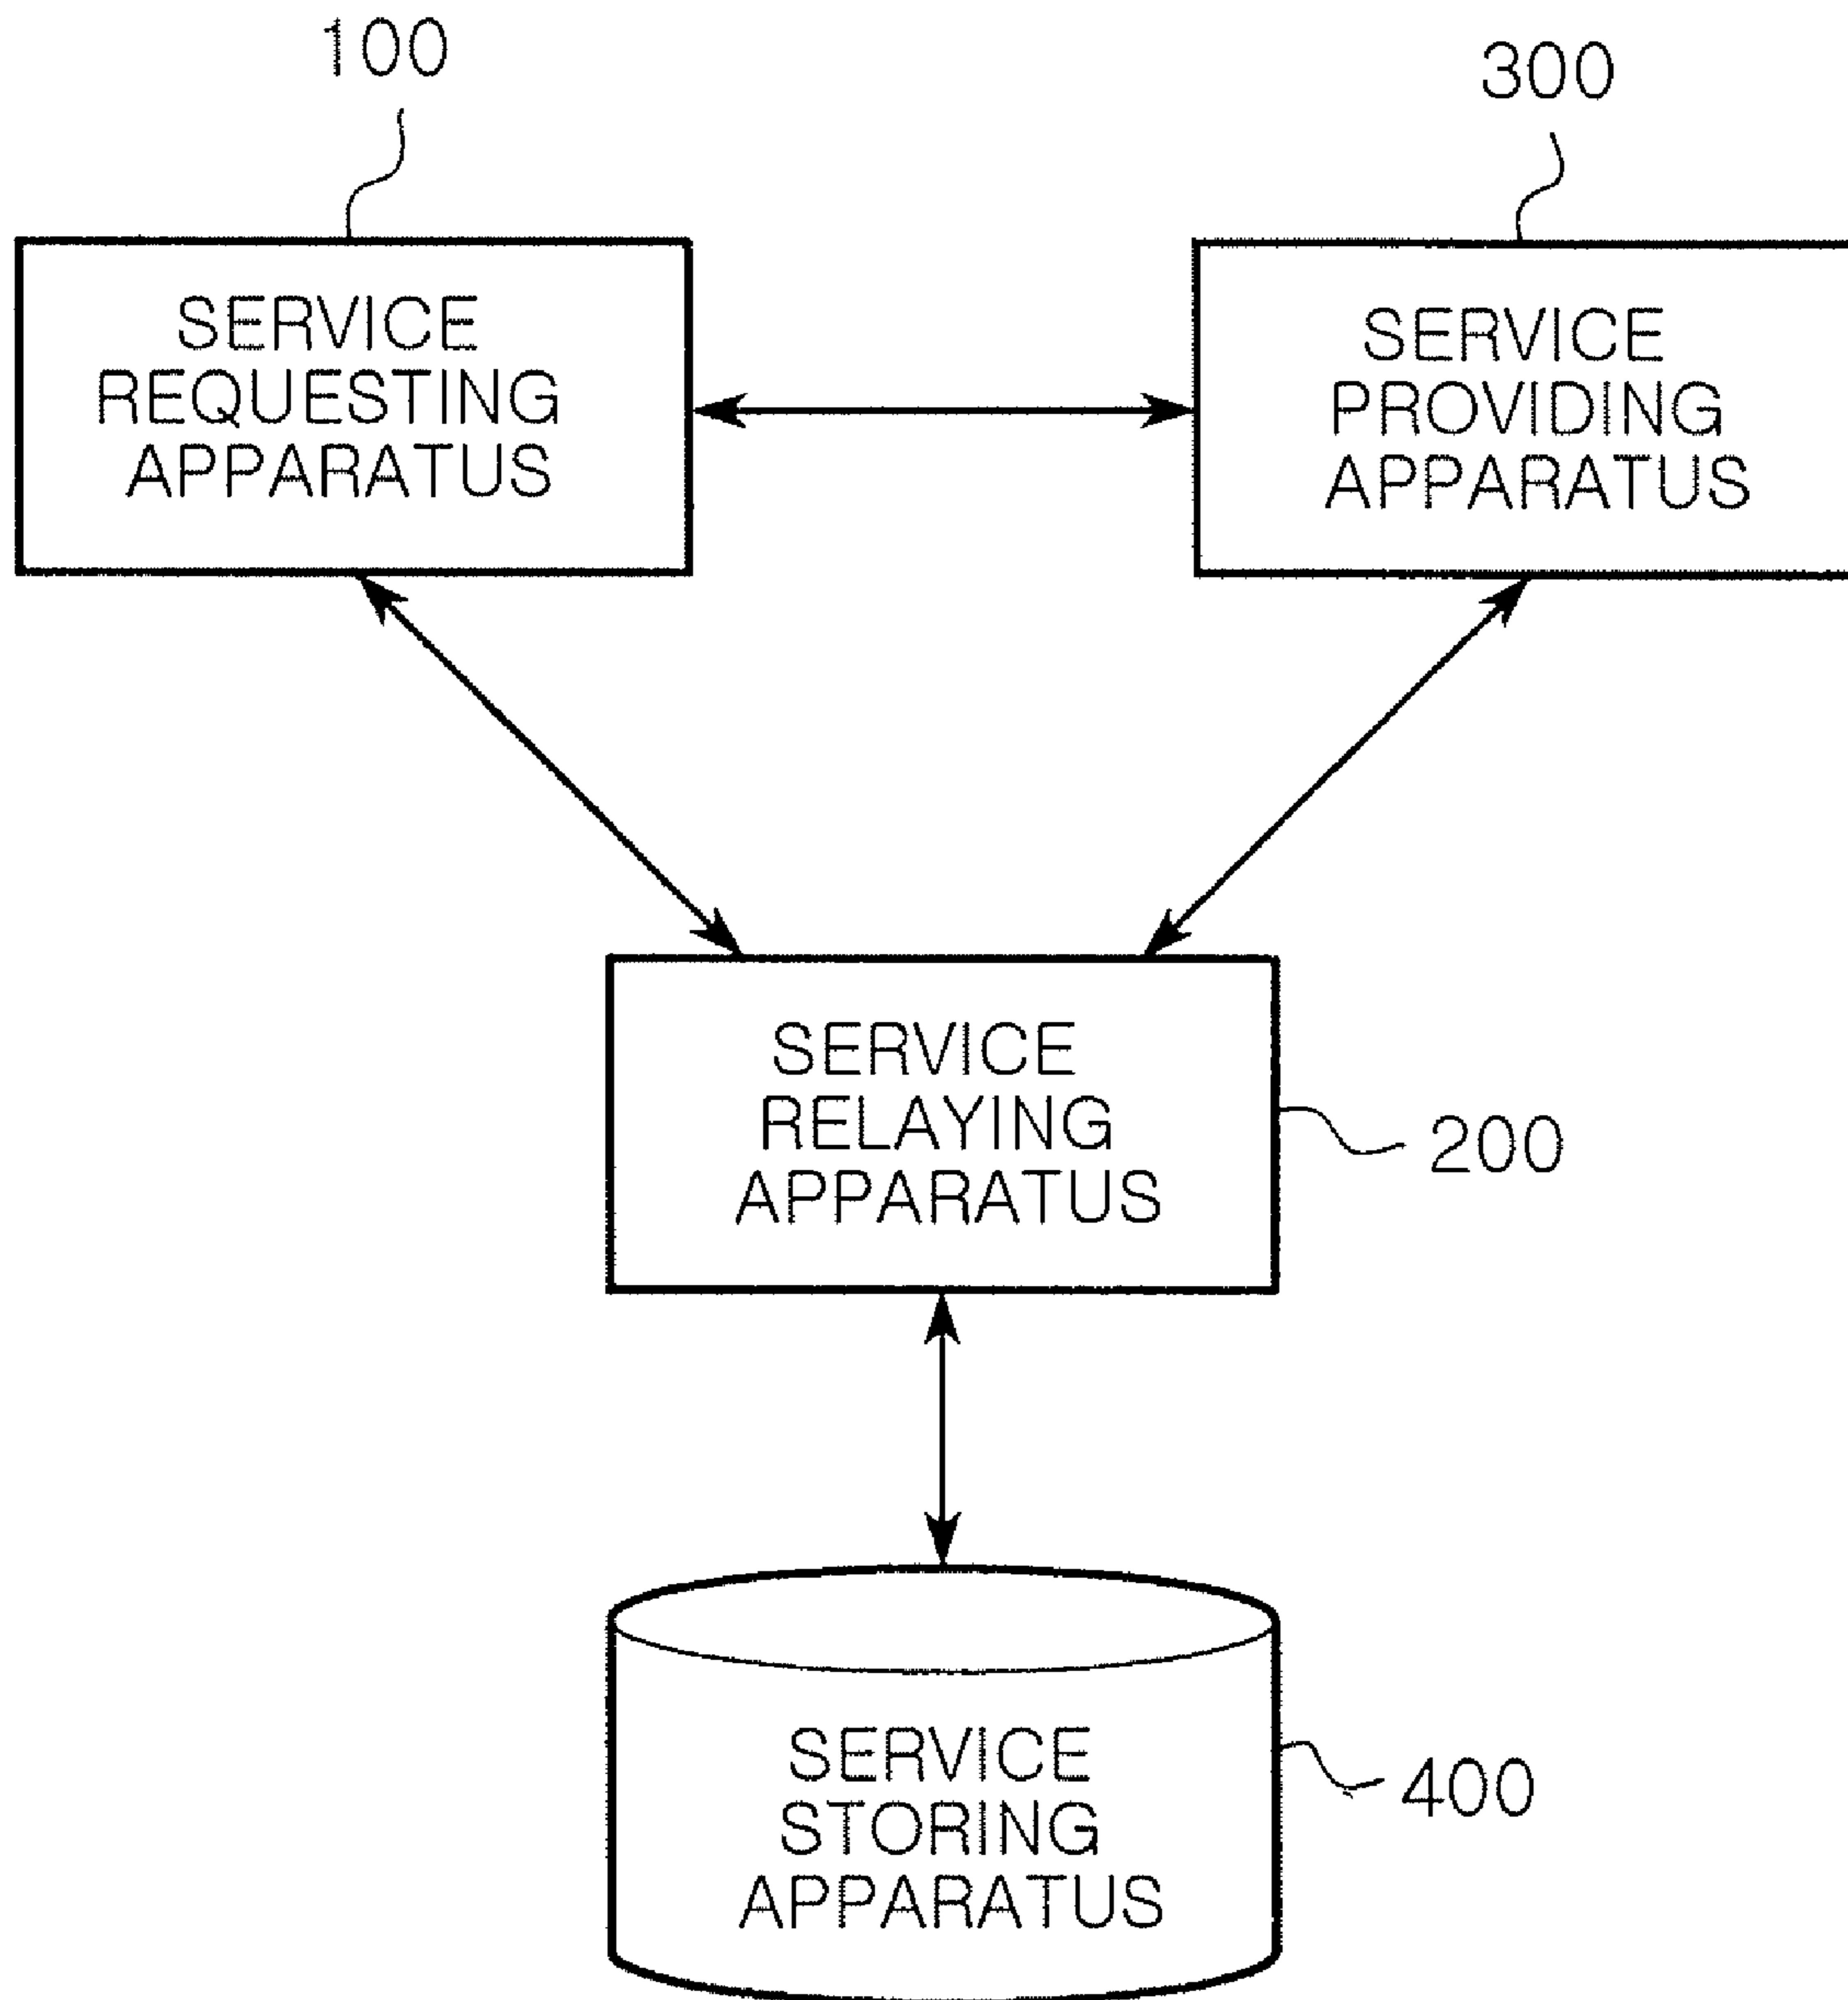 100
300
SERVICE
REQUESTING
APPARATUS
SERVICE
PROVIDING
APPARATUS
SERVICE
RELAYING
APPARATUS
200
SERVICE
STORING
APPARATUS
400